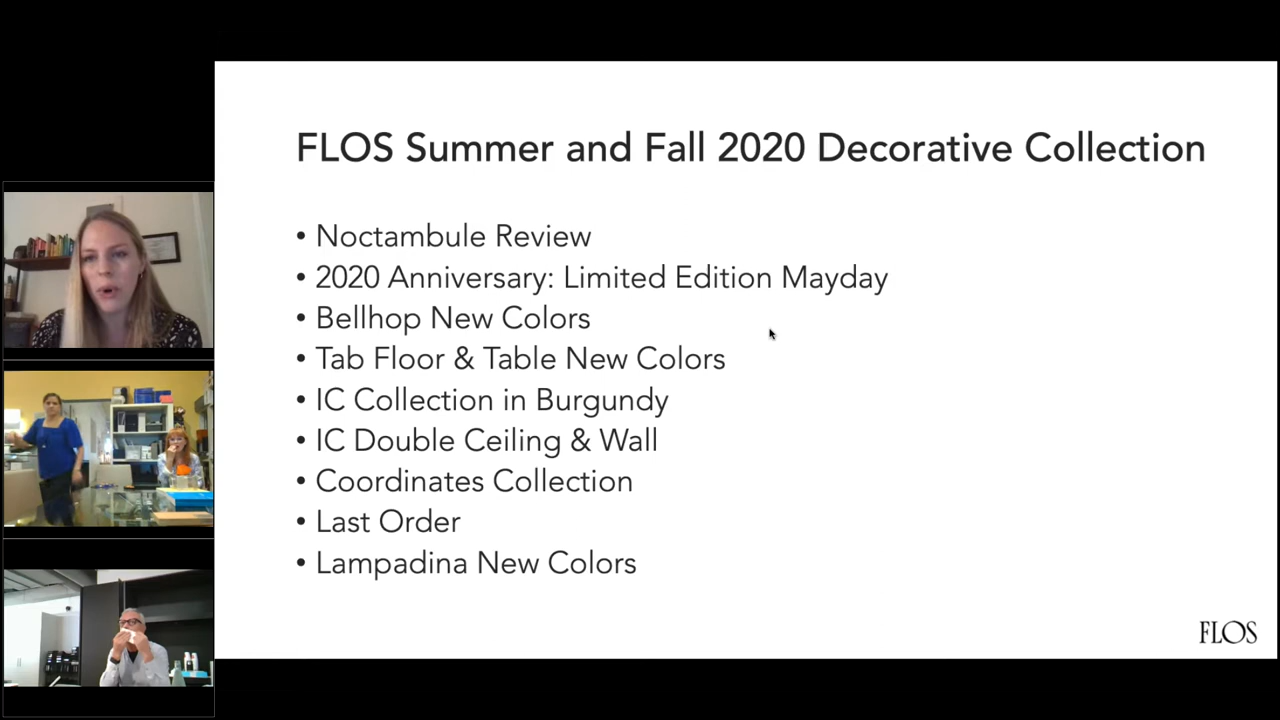 FLOS Summer and Fall 2020 Decorative Collection
• Noctambule Review
• 2020 Anniversary: Limited Edition Mayday
• Bellhop New Colors
• Tab Floor & Table New Colors
• IC Collection in Burgundy
• IC Double Ceiling & Wall
• Coordinates Collection
• Last Order
• Lampadina New Colors
FLOS